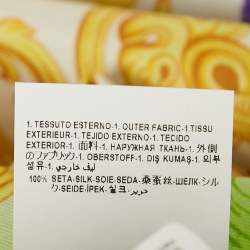 1. TESSUTO ESTERNO-1. OUTER FABRIC-1.TISSU
EXTERIEUR-1. TEJIDO EXTERNO-1. TECIDO
EXTERIOR-1. 面料-1. НАРУЖНАЯ ТКАНЬ-1. 外側
のファブリック-1. OBERSTOFF-1. DIŞ KUMAŞ-1. 외부
섬유-1. ليف خارجي
100% SETA-SILK-SOIE-SEDA-桑蚕丝-ШЕЛК-シル
ク-SEIDE-İPEK-실크-حرير